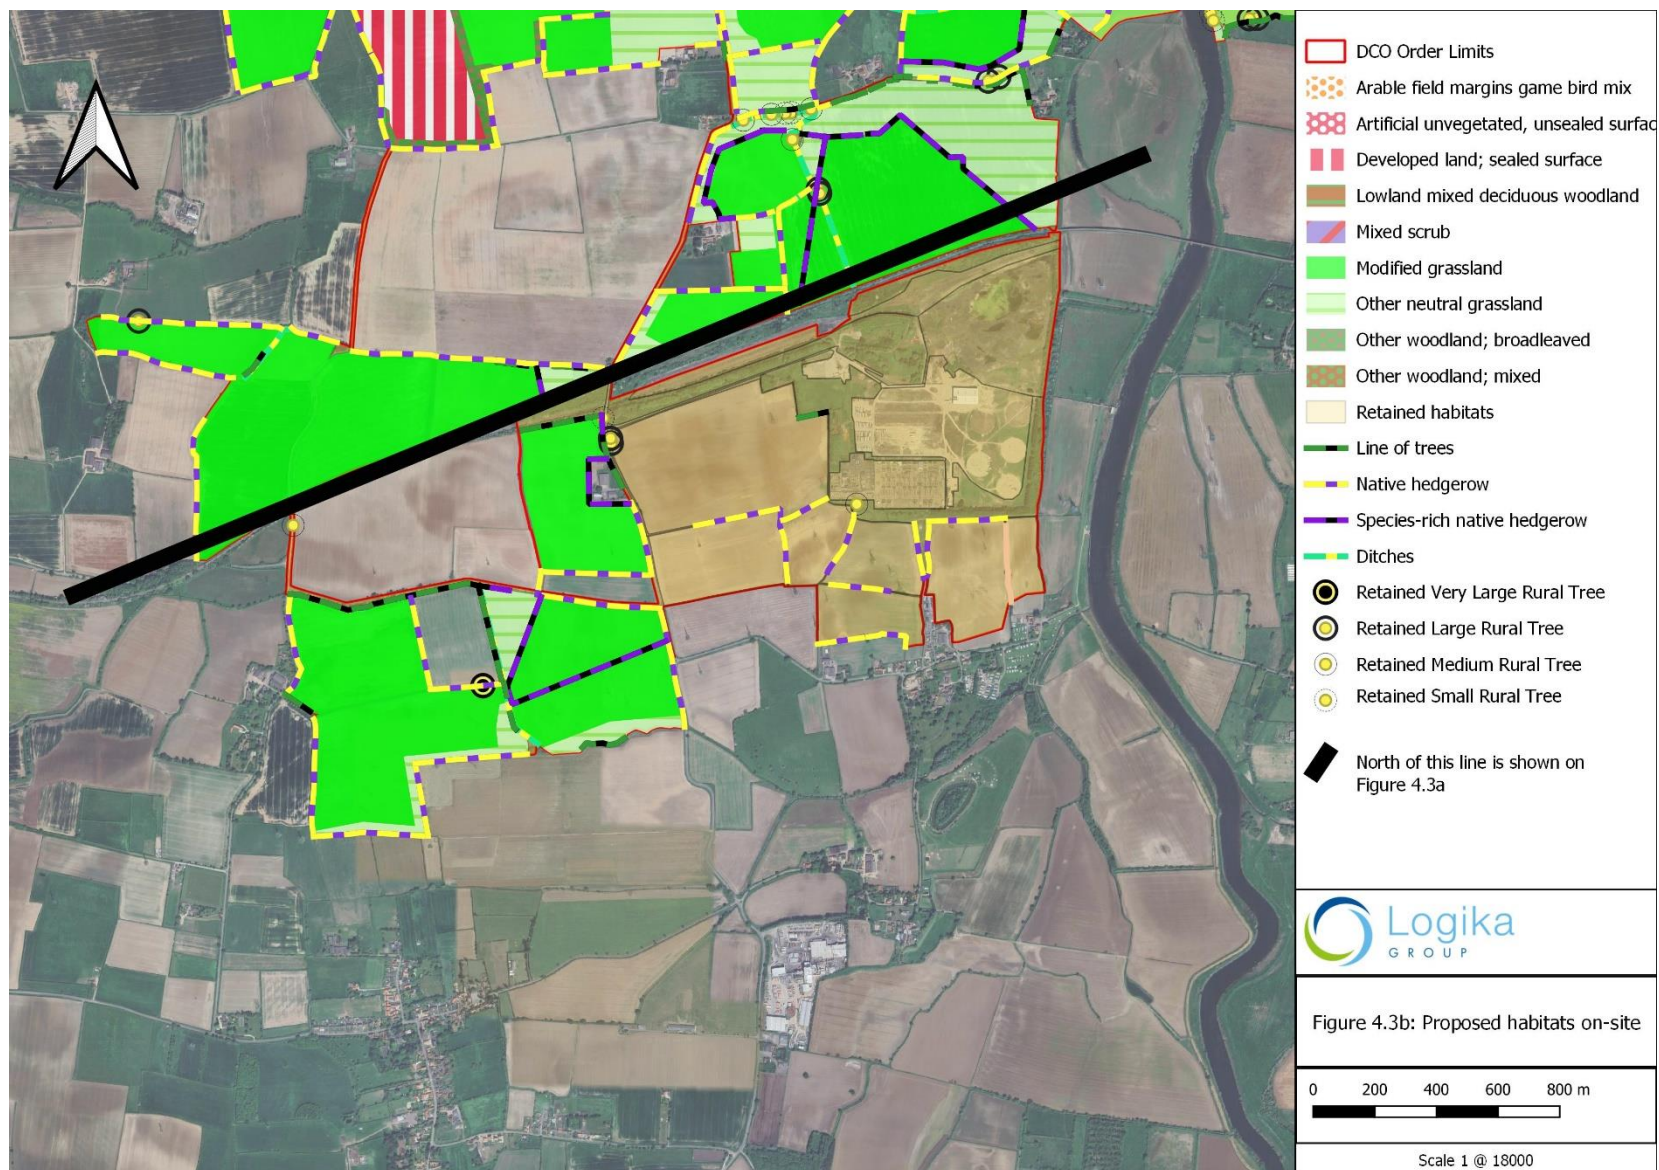 DCO Order Limits
Arable field margins game bird mix
Artificial unvegetated, unsealed surfac
Developed land; sealed surface
Lowland mixed deciduous woodland
Mixed scrub
Modified grassland
Other neutral grassland
Other woodland; broadleaved
Other woodland; mixed
Retained habitats
Line of trees
Native hedgerow
Species-rich native hedgerow
Ditches
Retained Very Large Rural Tree
Retained Large Rural Tree
Retained Medium Rural Tree
Retained Small Rural Tree
North of this line is shown on
Figure 4.3a
Logika
GROUP
Figure 4.3b: Proposed habitats on-site
0 200 400 600 800 m
Scale 1 @ 18000